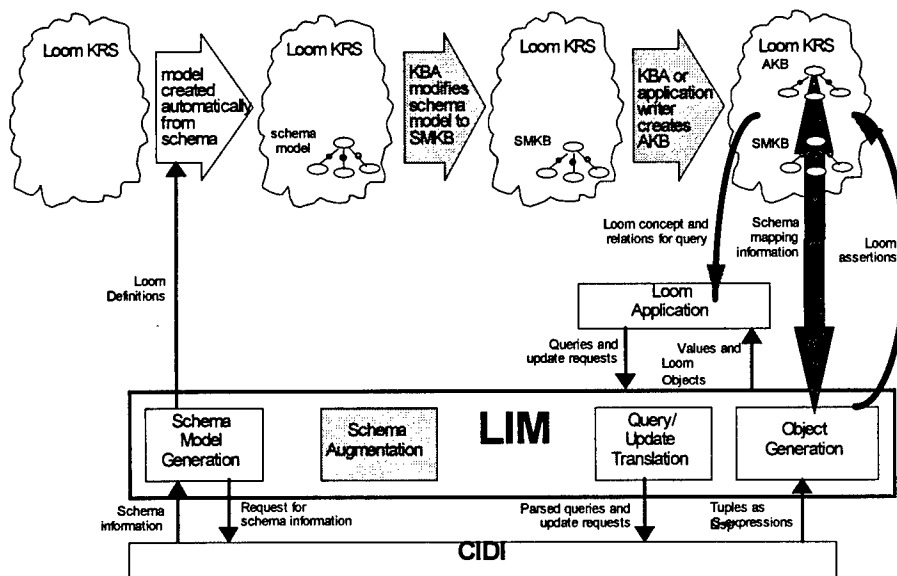 Loom KRS
model
created
automatically
from
schema
Loom KRS
schema model
KBA
modifies
schema
model to
SMKB
Loom KRS
SMKB
KBA or
application
writer
creates
AKB
Loom KRS
AKB
SMKB
Loom concept and
relations for query
Schema
mapping
information
Loom
assertions
Loom
Definitions
Loom
Application
Queries and
update requests
Values and
Loom
Objects
LIM
Schema
Model
Generation
Schema
Augmentation
Query/
Update
Translation
Object
Generation
Schema
information
Request for
schema information
Parsed queries and
update requests
Tuples as
S-expressions
CIDI